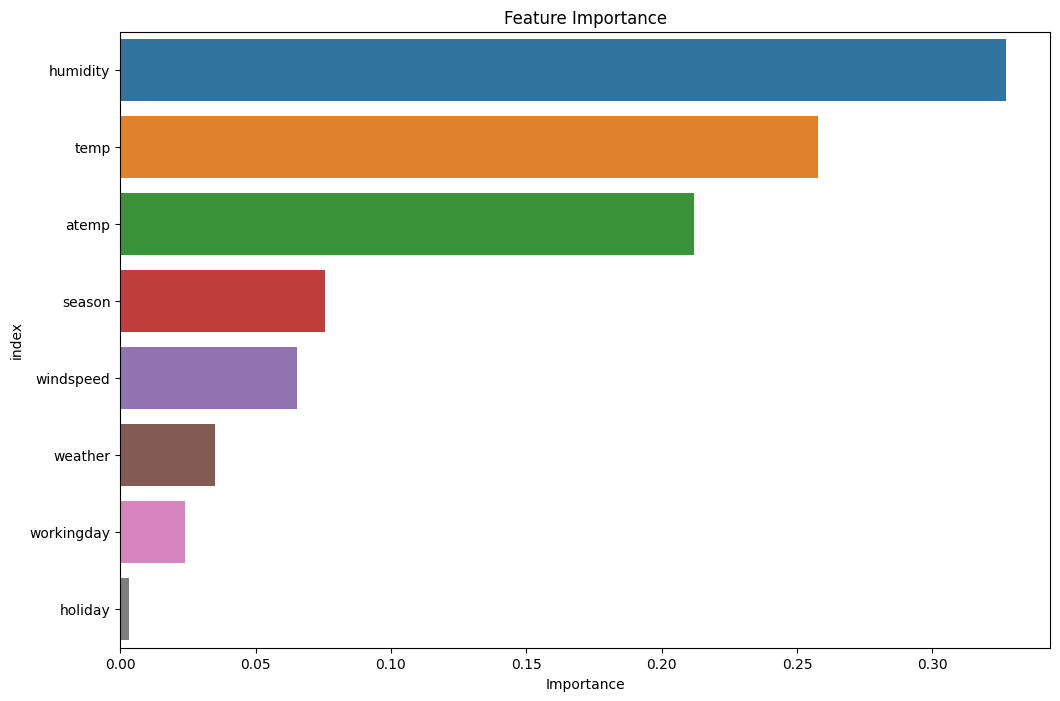 Feature Importance
humidity
temp
atemp
season
windspeed
weather
workingday
holiday
index
0.00 0.05 0.10 0.15 0.20 0.25 0.30
Importance